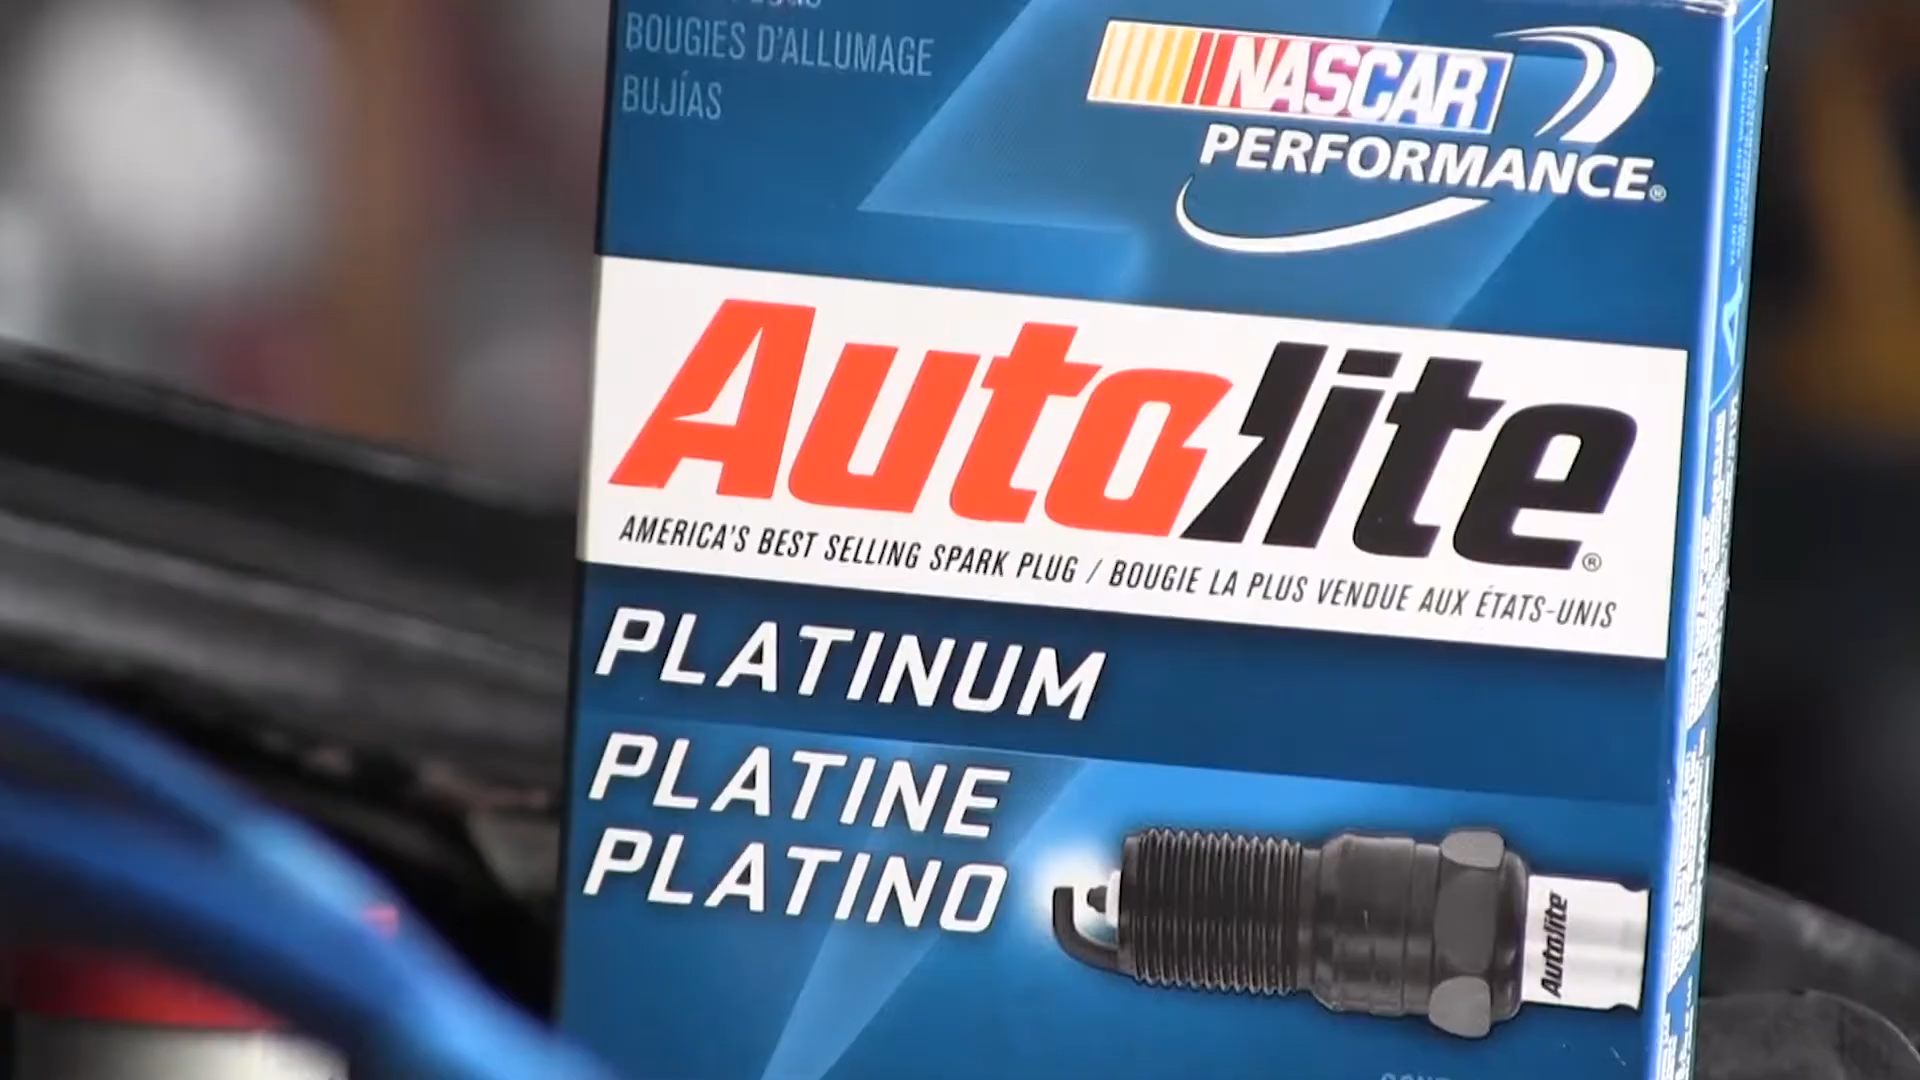 BOUGIES D'ALLUMAGE
BUJÍAS
NASCAR
PERFORMANCE®
Autolite®
AMERICA'S BEST SELLING SPARK PLUG / BOUGIE LA PLUS VENDUE AUX ÉTATS-UNIS
PLATINUM
PLATINE
PLATINO
Autolite